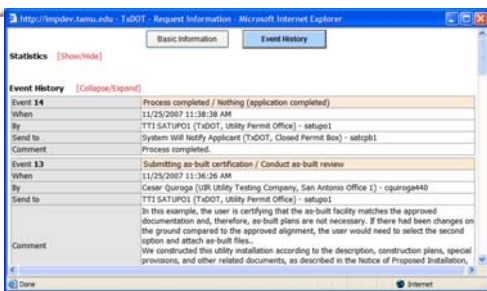 http://impdev.tamu.edu - TxDOT - Request Information - Microsoft Internet Explorer
Basic Information Event History
Statistics [Show/Hide]
Event History [Collapse/Expand]
Event 14 Process completed / Nothing (application completed)
When 11/25/2007 11:38:38 AM
By TTI SATUPO1 (TxDOT, Utility Permit Office) - satupo1
Send to System Will Notify Applicant (TxDOT, Closed Permit Box) - satcpb1
Comment Process completed.
Event 13 Submitting as-built certification / Conduct as-built review
When 11/25/2007 11:36:26 AM
By Cesar Quiroga (UIR Utility Testing Company, San Antonio Office 1) - cquiroga440
Send to TTI SATUPO1 (TxDOT, Utility Permit Office) - satupo1
In this example, the user is certifying that the as-built facility matches the approved
documentation and, therefore, as-built plans are not necessary. If there had been changes on
the ground compared to the approved alignment, the user would need to select the second
Comment option and attach as-built files..
We constructed this utility installation according to the description, construction plans, special
provisions, and other related documents, as described in the Notice of Proposed Installation,
Done Internet